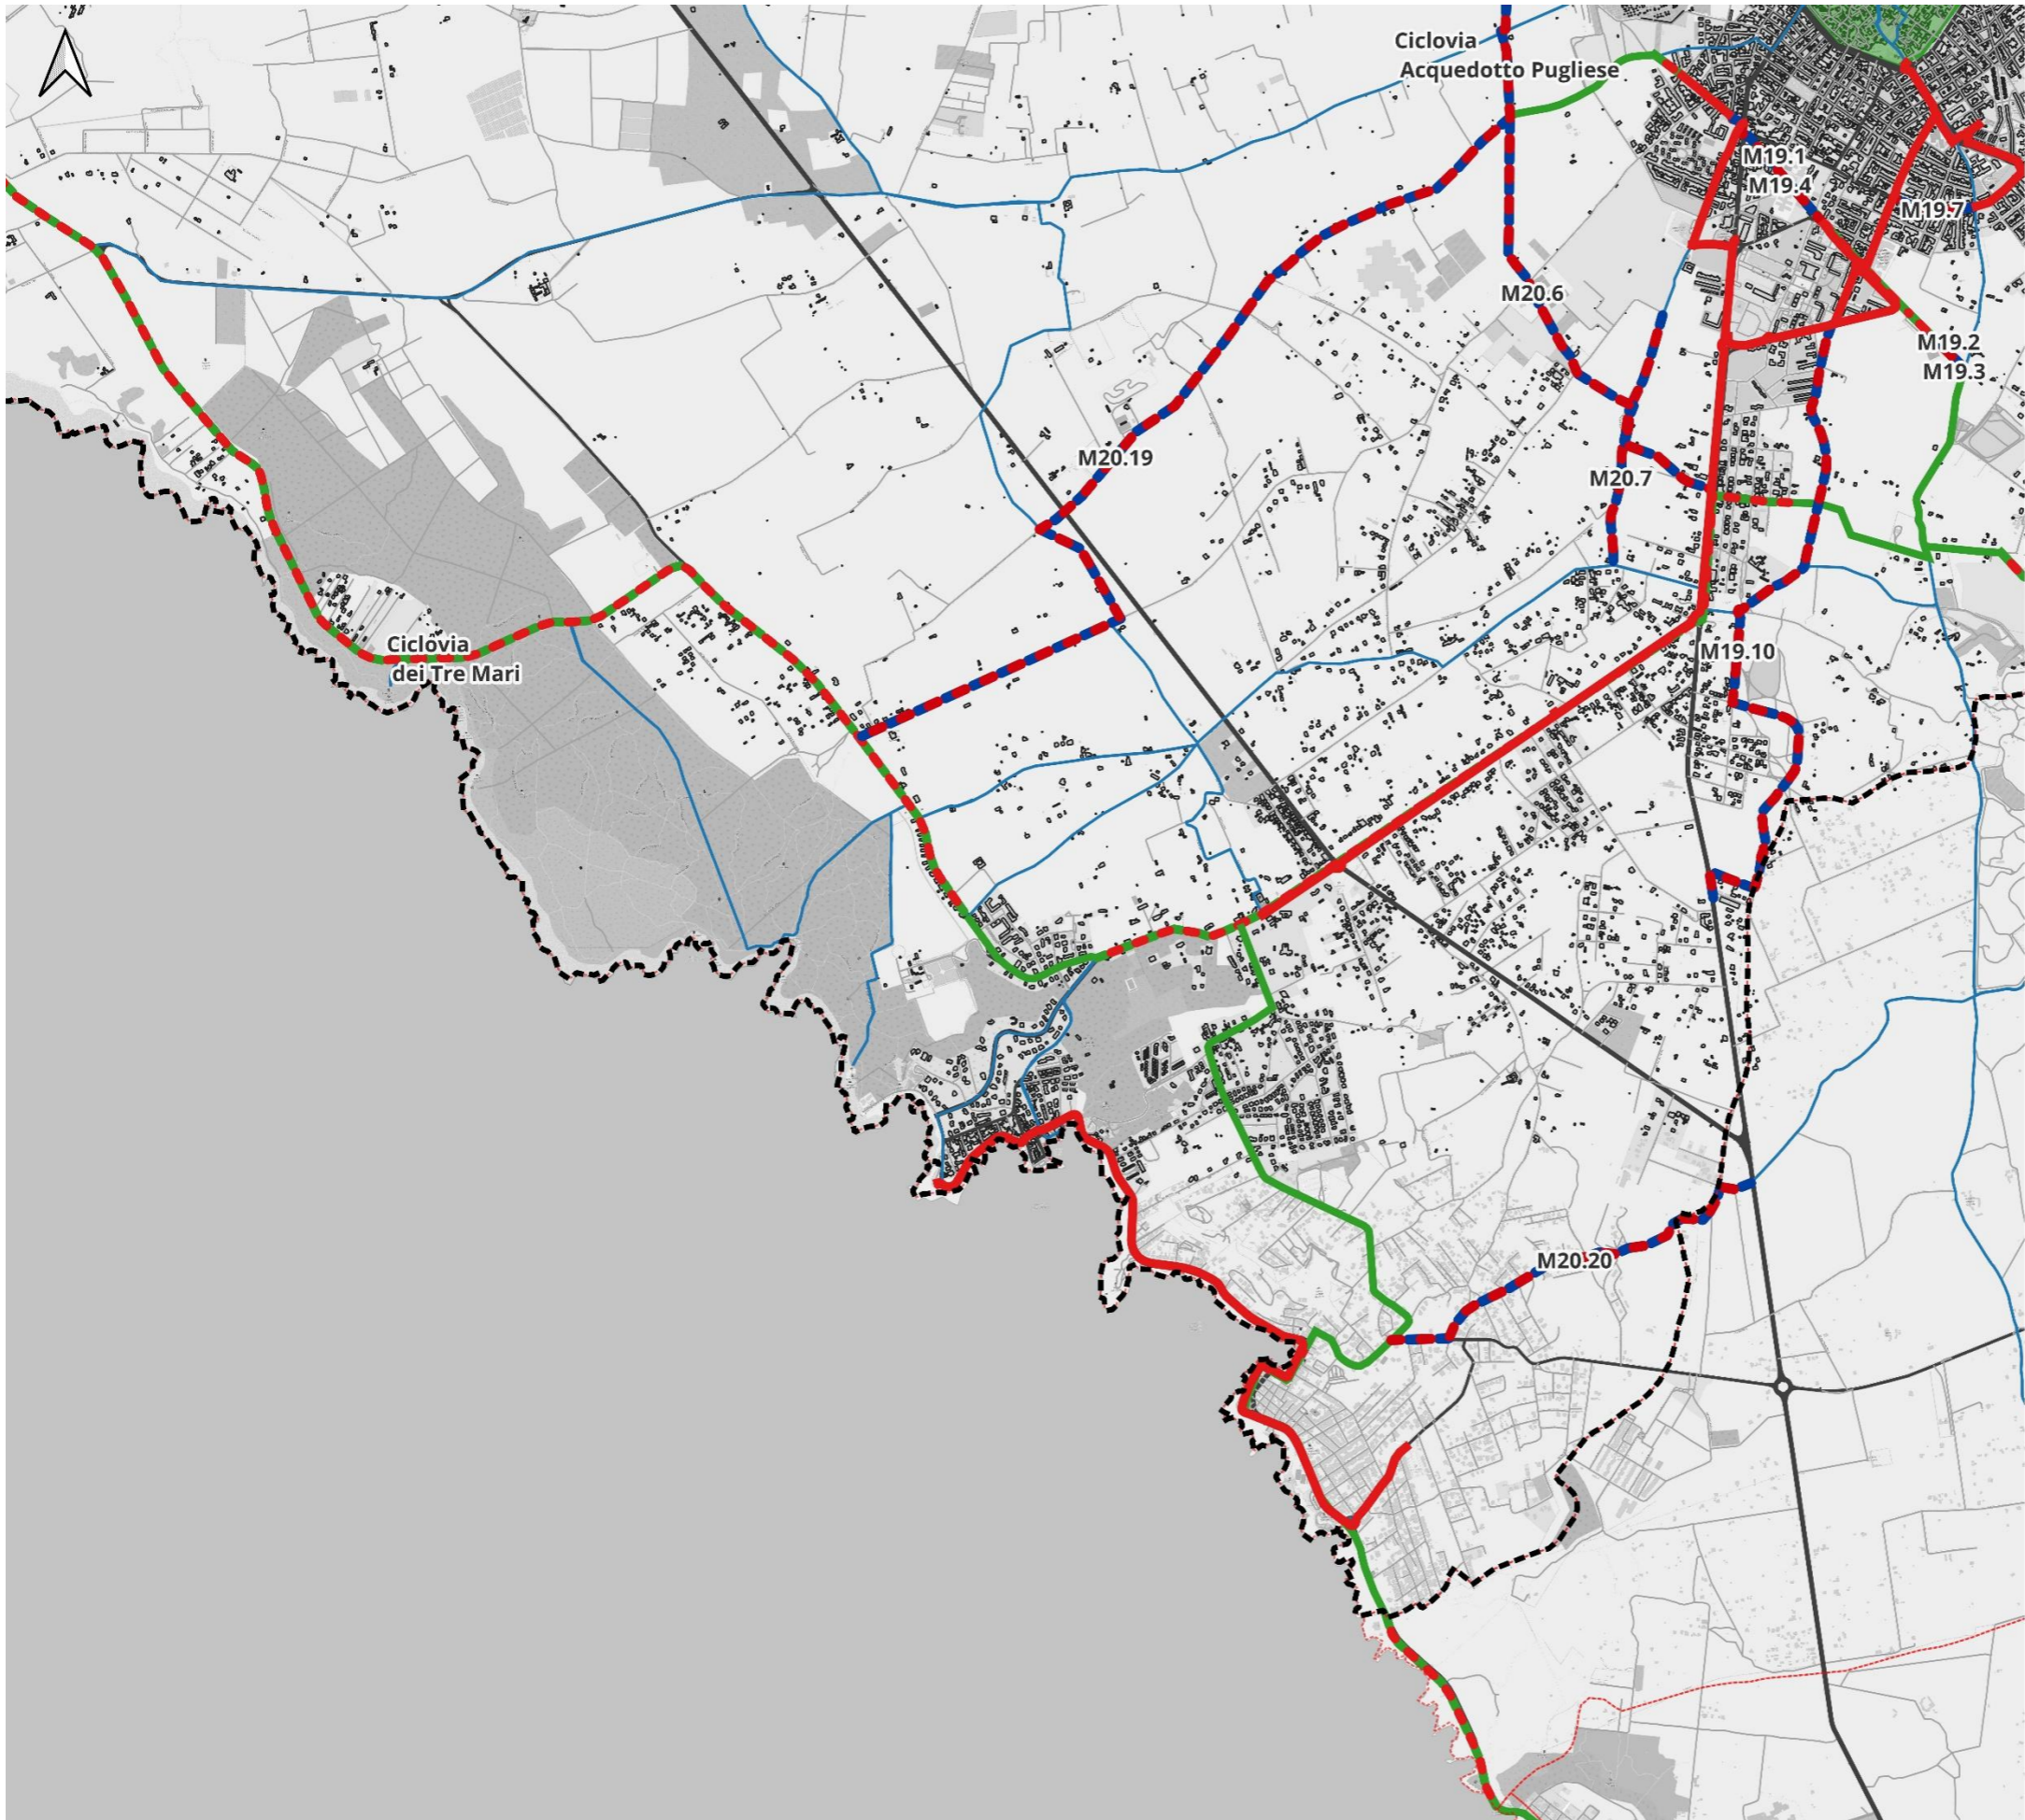 Ciclovia
Acquedotto Pugliese
M19.1
M19.4
M19.7
M20.6
M19.2
M19.3
M20.19
M20.7
Ciclovia
dei Tre Mari
M19.10
M20.20